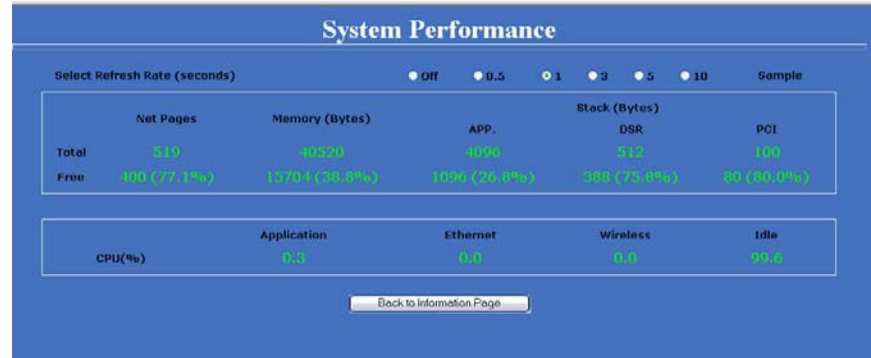 System Performance
Select Refresh Rate (seconds) Off 0.5 1 3 5 10 Sample
Stack (Bytes)
Net Pages Memory (Bytes) APP. DSR PCI
Total 519 40520 4096 512 100
Free 400 (77.1%) 15704 (38.8%) 1096 (26.8%) 388 (75.8%) 80 (80.0%)
Application Ethernet Wireless Idle
CPU(%) 0.3 0.0 0.0 99.6
Back to Information Page